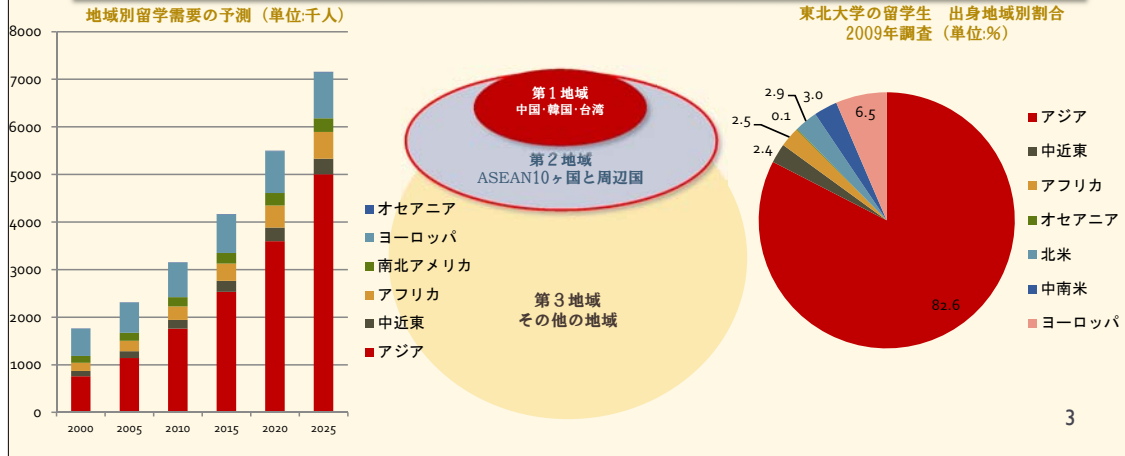 地域別留学需要の予測（単位:千人）
8000
7000
6000
5000
4000
3000
2000
1000
0
2000 2005 2010 2015 2020 2025
オセアニア
ヨーロッパ
南北アメリカ
アフリカ
中近東
アジア
第1地域
中国･韓国･台湾
第2地域
ASEAN10ヶ国と周辺国
第3地域
その他の地域
東北大学の留学生 出身地域別割合
2009年調査（単位:%）
2.9
3.0
6.5
2.5
0.1
2.4
82.6
アジア
中近東
アフリカ
オセアニア
北米
中南米
ヨーロッパ
3